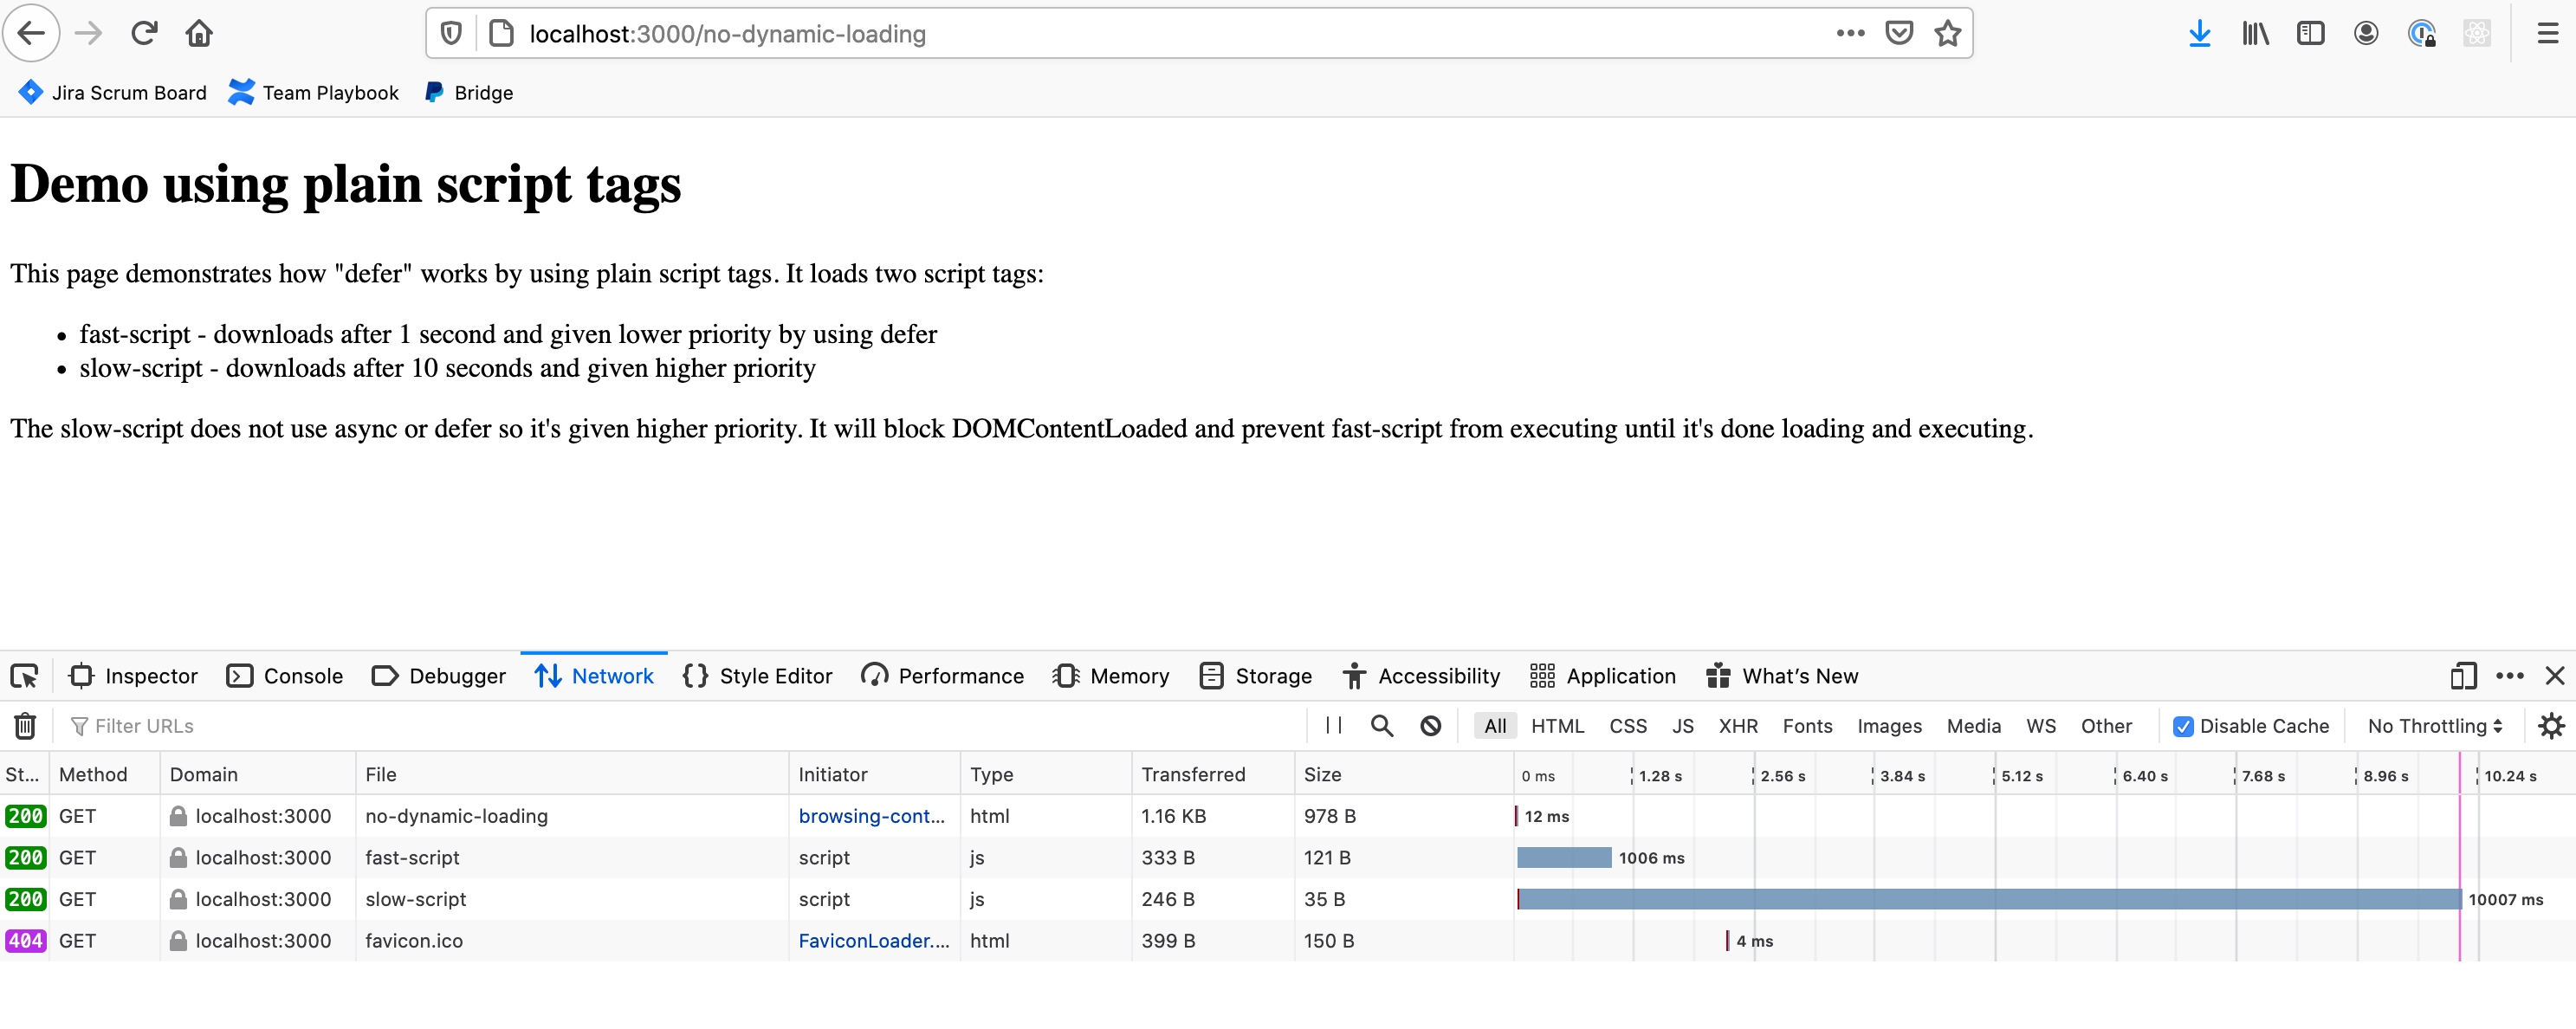 localhost:3000/no-dynamic-loading
Jira Scrum Board Team Playbook Bridge
Demo using plain script tags
This page demonstrates how "defer" works by using plain script tags. It loads two script tags:
• fast-script - downloads after 1 second and given lower priority by using defer
• slow-script - downloads after 10 seconds and given higher priority
The slow-script does not use async or defer so it's given higher priority. It will block DOMContentLoaded and prevent fast-script from executing until it's done loading and executing.
Inspector Console Debugger Network Style Editor Performance Memory Storage Accessibility Application What’s New
Filter URLs All HTML CSS JS XHR Fonts Images Media WS Other Disable Cache No Throttling
St... Method Domain File Initiator Type Transferred Size 0 ms 1.28 s 2.56 s 3.84 s 5.12 s 6.40 s 7.68 s 8.96 s 10.24 s
200 GET localhost:3000 no-dynamic-loading browsing-cont... html 1.16 KB 978 B 12 ms
200 GET localhost:3000 fast-script script js 333 B 121 B 1006 ms
200 GET localhost:3000 slow-script script js 246 B 35 B 10007 ms
404 GET localhost:3000 favicon.ico FaviconLoader.... html 399 B 150 B 4 ms